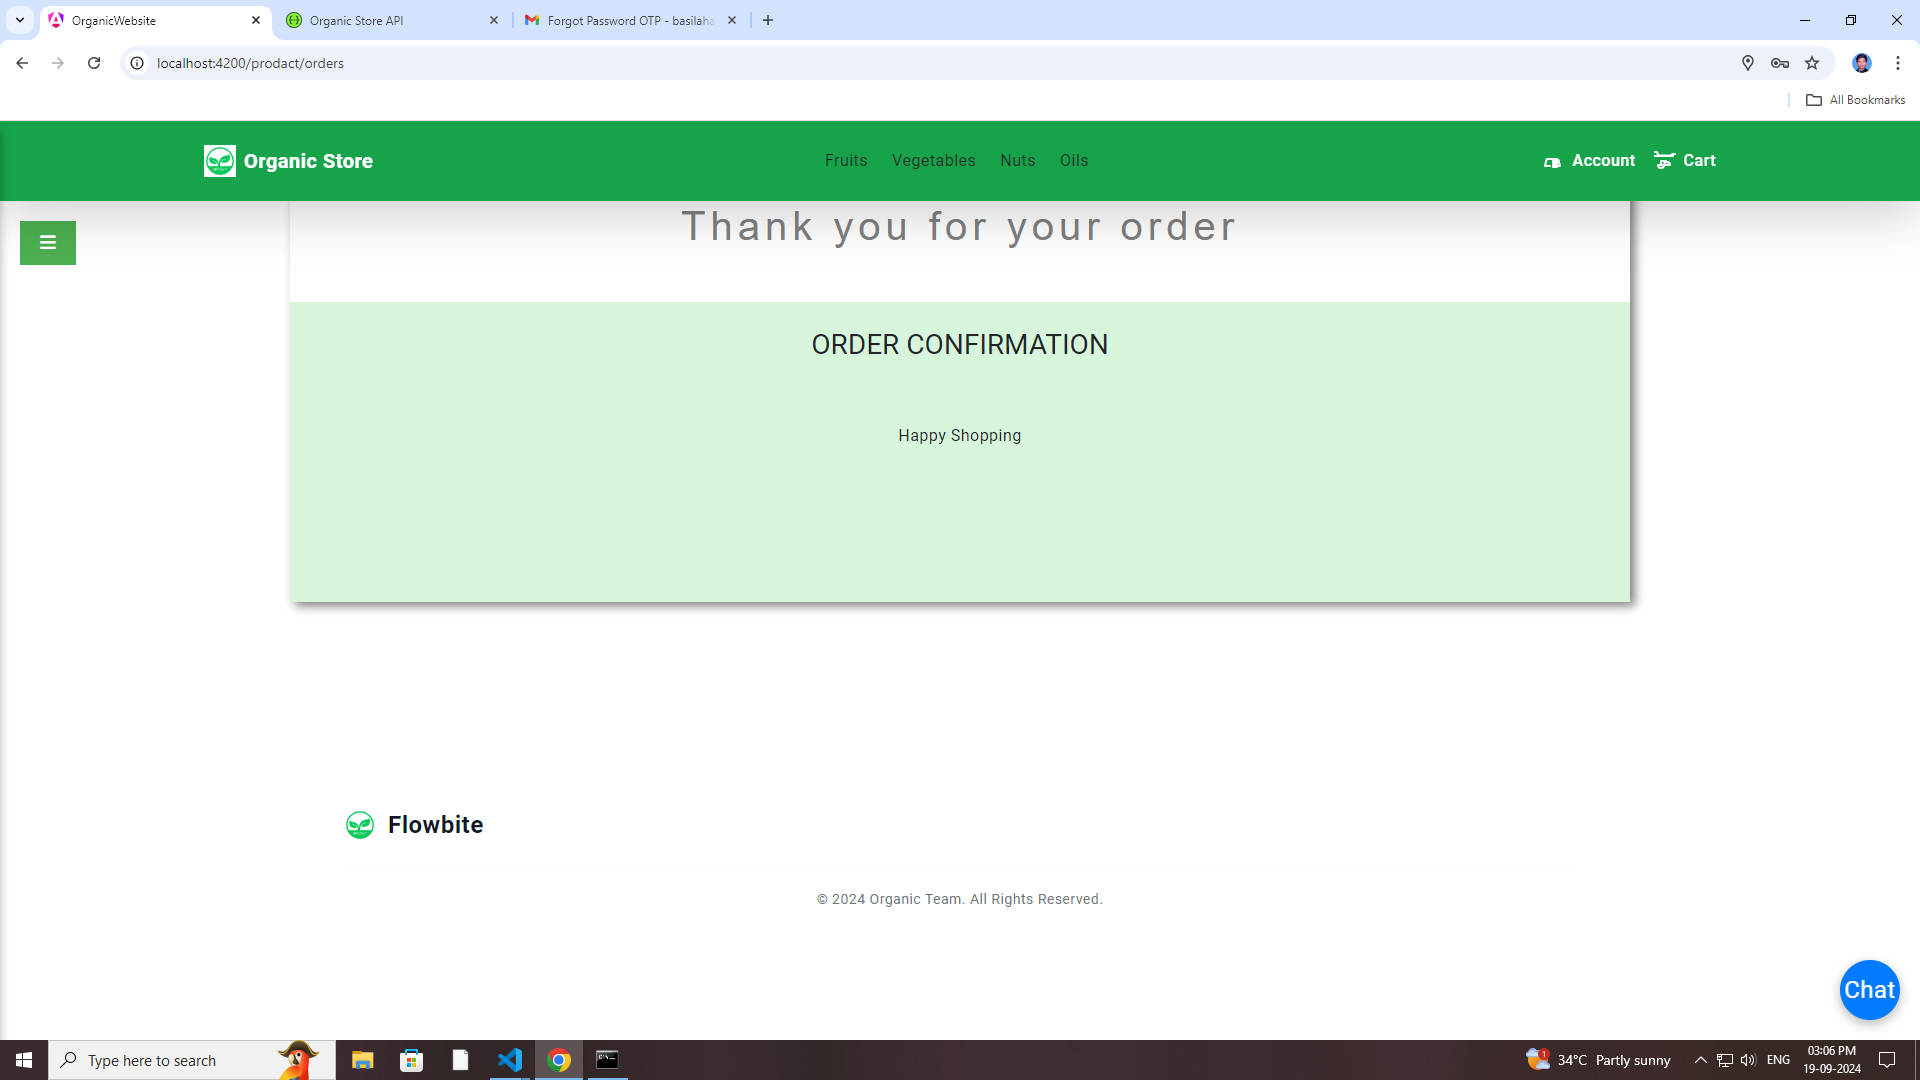 OrganicWebsite
Organic Store API
Forgot Password OTP - basilaha
localhost:4200/prodact/orders
All Bookmarks
Organic Store
Fruits
Vegetables
Nuts
Oils
Account
Cart
Thank you for your order
ORDER CONFIRMATION
Happy Shopping
Flowbite
© 2024 Organic Team. All Rights Reserved.
Chat
Type here to search
1
34°C Partly sunny
ENG
03:06 PM
19-09-2024